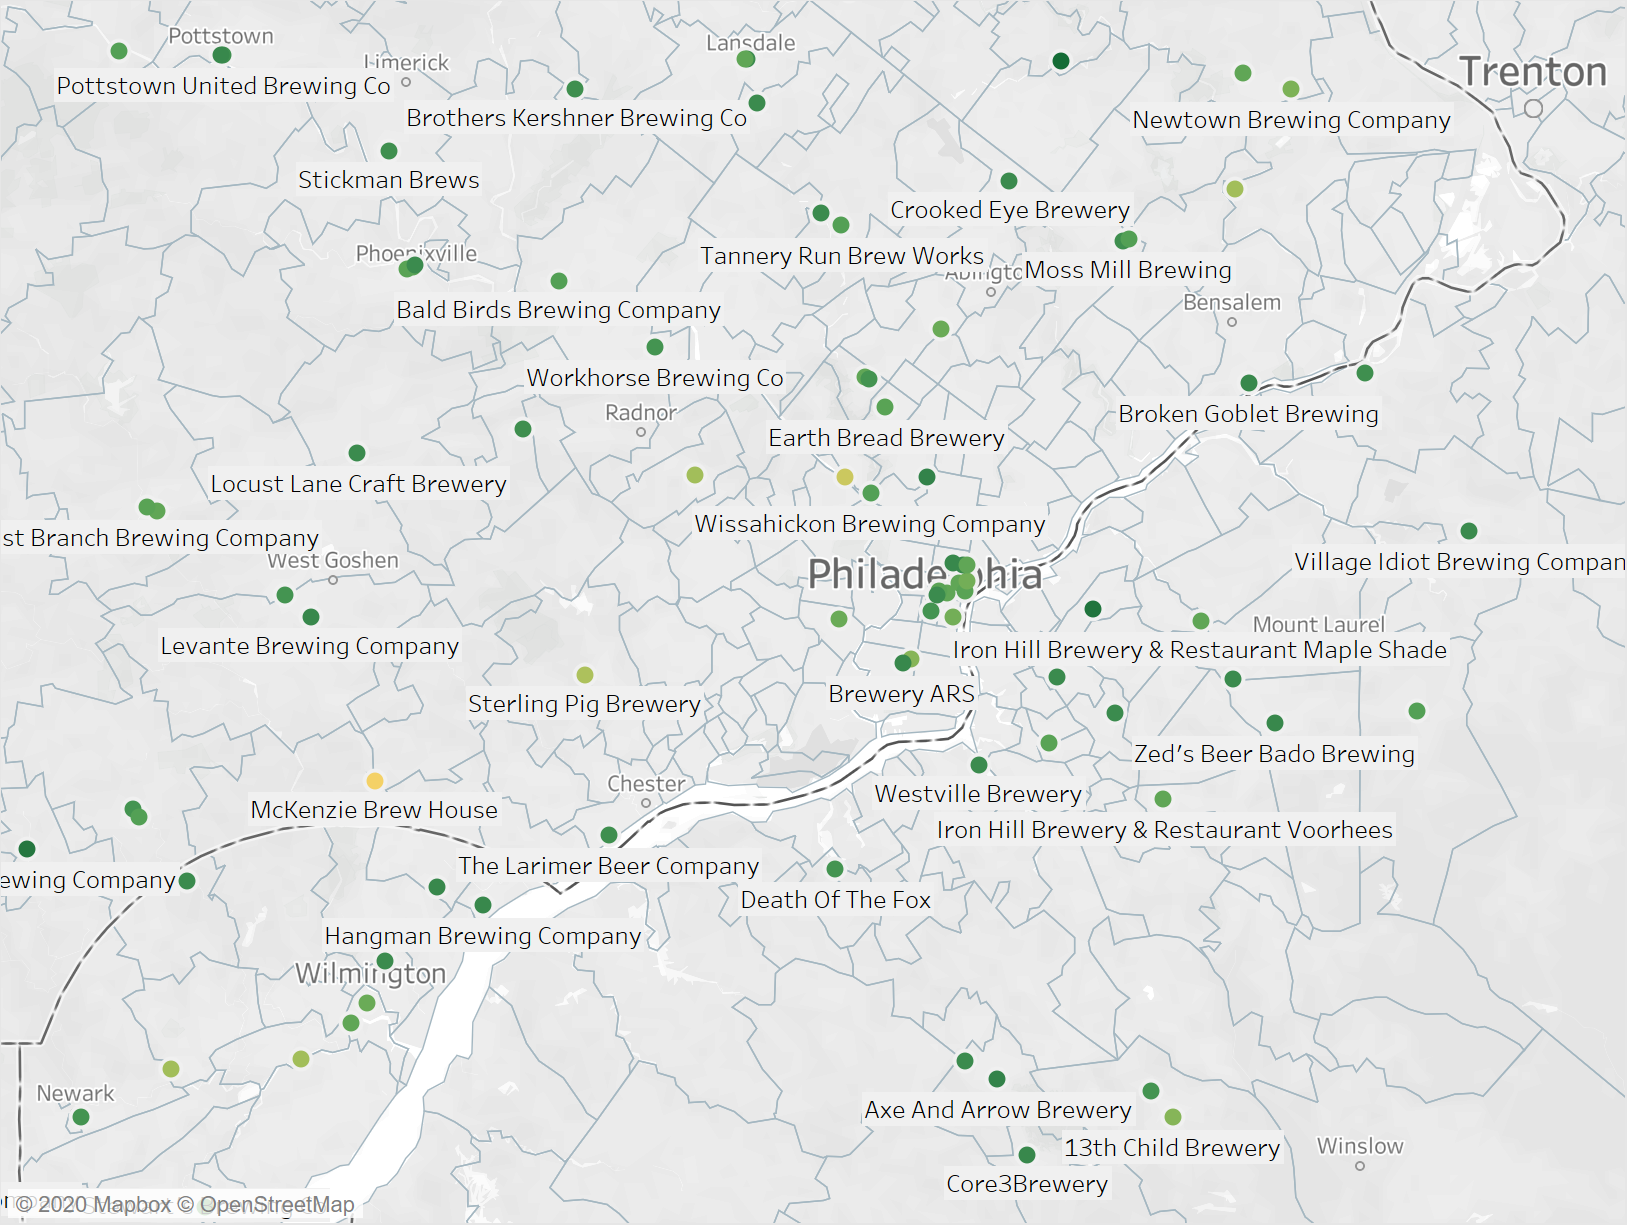 Pottstown
Limerick
Lansdale
Trenton
Pottstown United Brewing Co
Brothers Kershner Brewing Co
Newtown Brewing Company
Stickman Brews
Crooked Eye Brewery
Phoenixville
Tannery Run Brew Works
Moss Mill Brewing
Bald Birds Brewing Company
Bensalem
Workhorse Brewing Co
Radnor
Broken Goblet Brewing
Earth Bread Brewery
Locust Lane Craft Brewery
Wissahickon Brewing Company
st Branch Brewing Company
West Goshen
Village Idiot Brewing Compan
Philadelphia
Mount Laurel
Levante Brewing Company
Iron Hill Brewery & Restaurant Maple Shade
Sterling Pig Brewery
Brewery ARS
Zed's Beer Bado Brewing
Chester
Westville Brewery
McKenzie Brew House
Iron Hill Brewery & Restaurant Voorhees
The Larimer Beer Company
ewing Company
Death Of The Fox
Hangman Brewing Company
Wilmington
Newark
Axe And Arrow Brewery
13th Child Brewery
Winslow
Core3Brewery
© 2020 Mapbox © OpenStreetMap